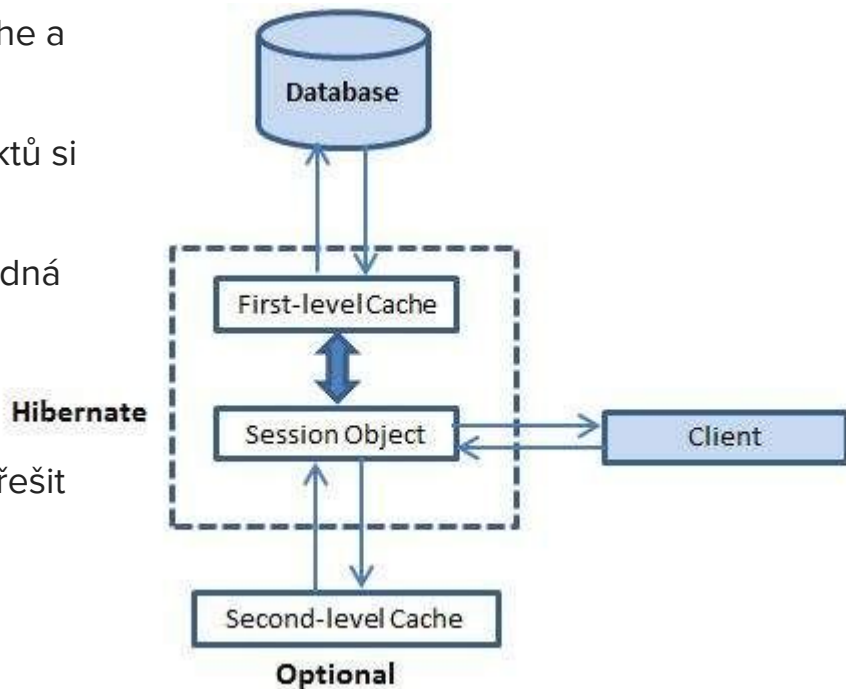 he a
Database
ktů si
dná
First-level Cache
Hibernate
Session Object
Client
řešit
Second-level Cache
Optional